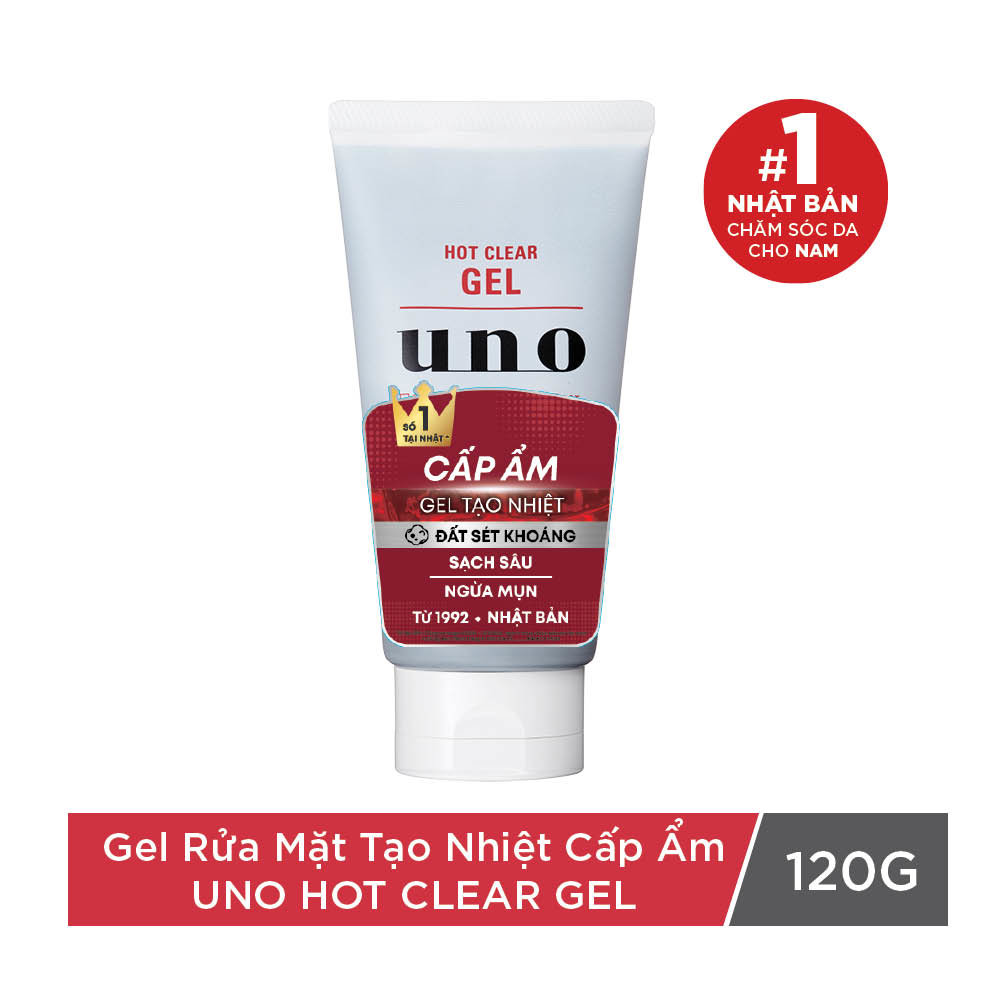 #1
NHẬT BẢN
CHĂM SÓC DA
CHO NAM
HOT CLEAR
GEL
uno
Số 1
TẠI NHẬT*
CẤP ẨM
GEL TẠO NHIỆT
ĐẤT SÉT KHOÁNG
SẠCH SÂU
NGỪA MỤN
TỪ 1992 • NHẬT BẢN
Gel Rửa Mặt Tạo Nhiệt Cấp Ẩm
UNO HOT CLEAR GEL
120G